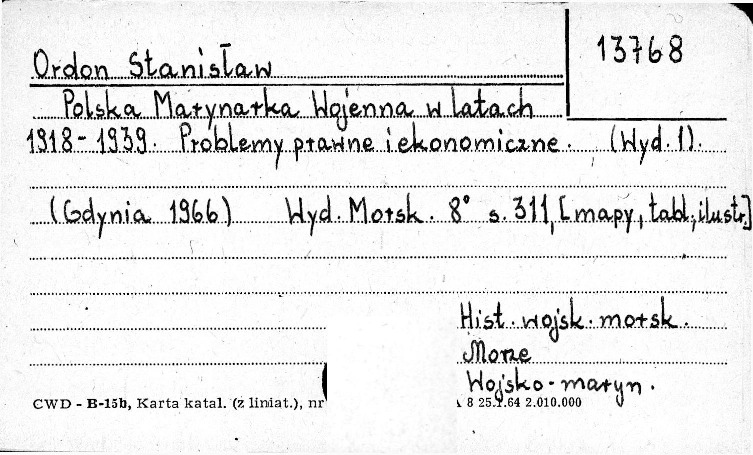 13768
Ordon Stanisław
Polska Marynarka Wojenna w latach
1918-1939. Problemy prawne i ekonomiczne. (Wyd. 1).
(Gdynia 1966) Wyd. Morsk. 8° s. 311, [mapy, tabl., ilustr.]
Hist. wojsk. morsk.
Morze
Wojsko-maryn.
CWD - B-15b, Karta katal. (z liniat.), nr
8 25.I.64 2.010.000